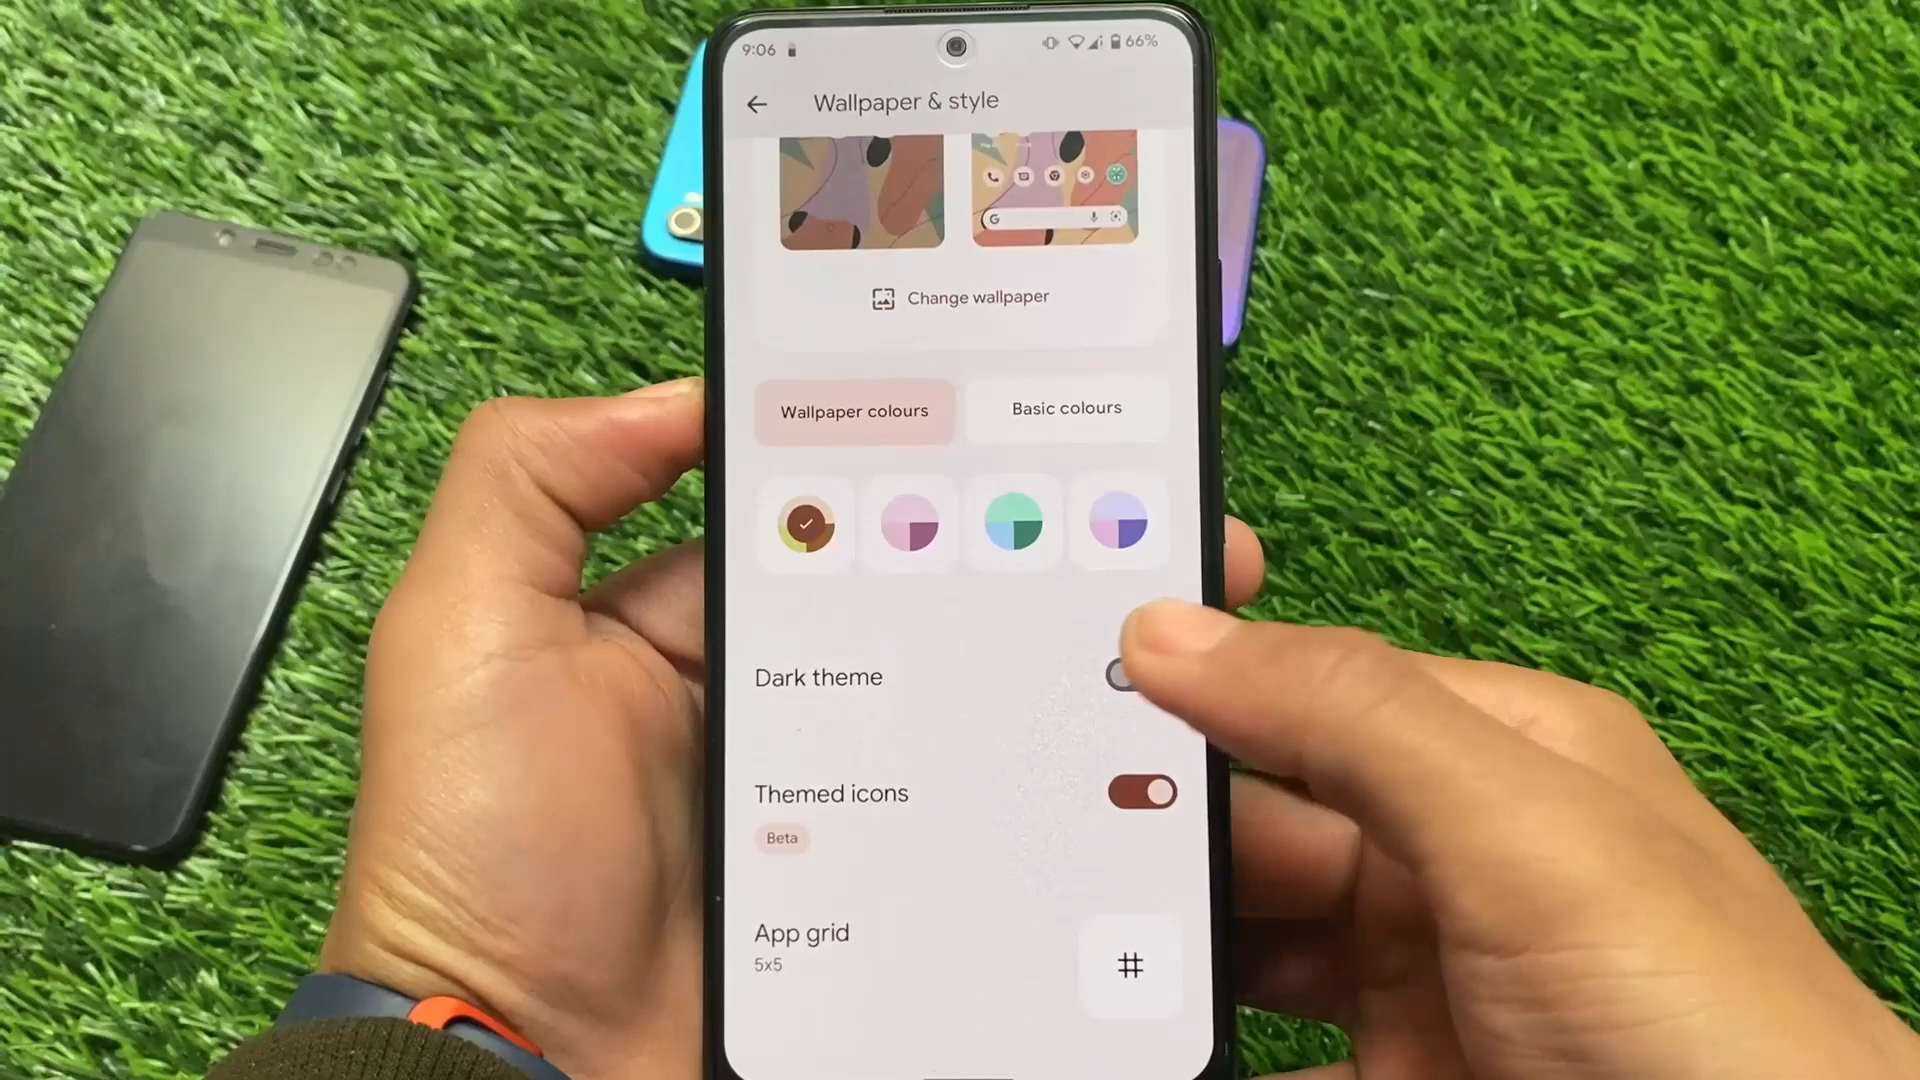 9:06
66%
Wallpaper & style
G
Change wallpaper
Wallpaper colours
Basic colours
Dark theme
Themed icons
Beta
App grid
5x5